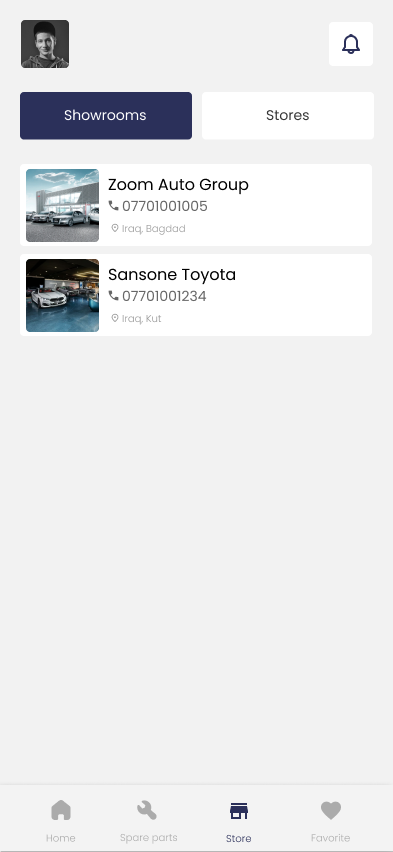 Showrooms
Stores
Zoom Auto Group
07701001005
Iraq, Bagdad
Sansone Toyota
07701001234
Iraq, Kut
Home
Spare parts
Store
Favorite